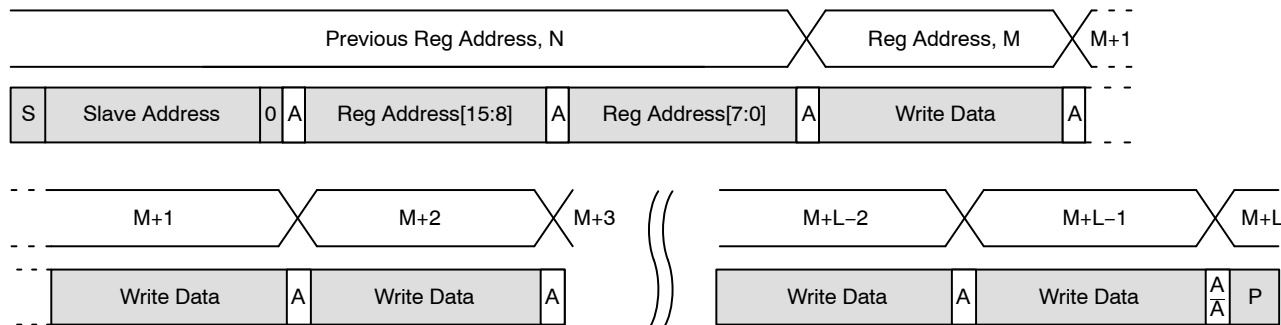 Previous Reg Address, N Reg Address, M M+1
S Slave Address 0 A Reg Address[15:8] A Reg Address[7:0] A Write Data A
M+1 M+2 M+3 M+L−2 M+L−1 M+L
Write Data A Write Data A Write Data A Write Data A/A̅ P